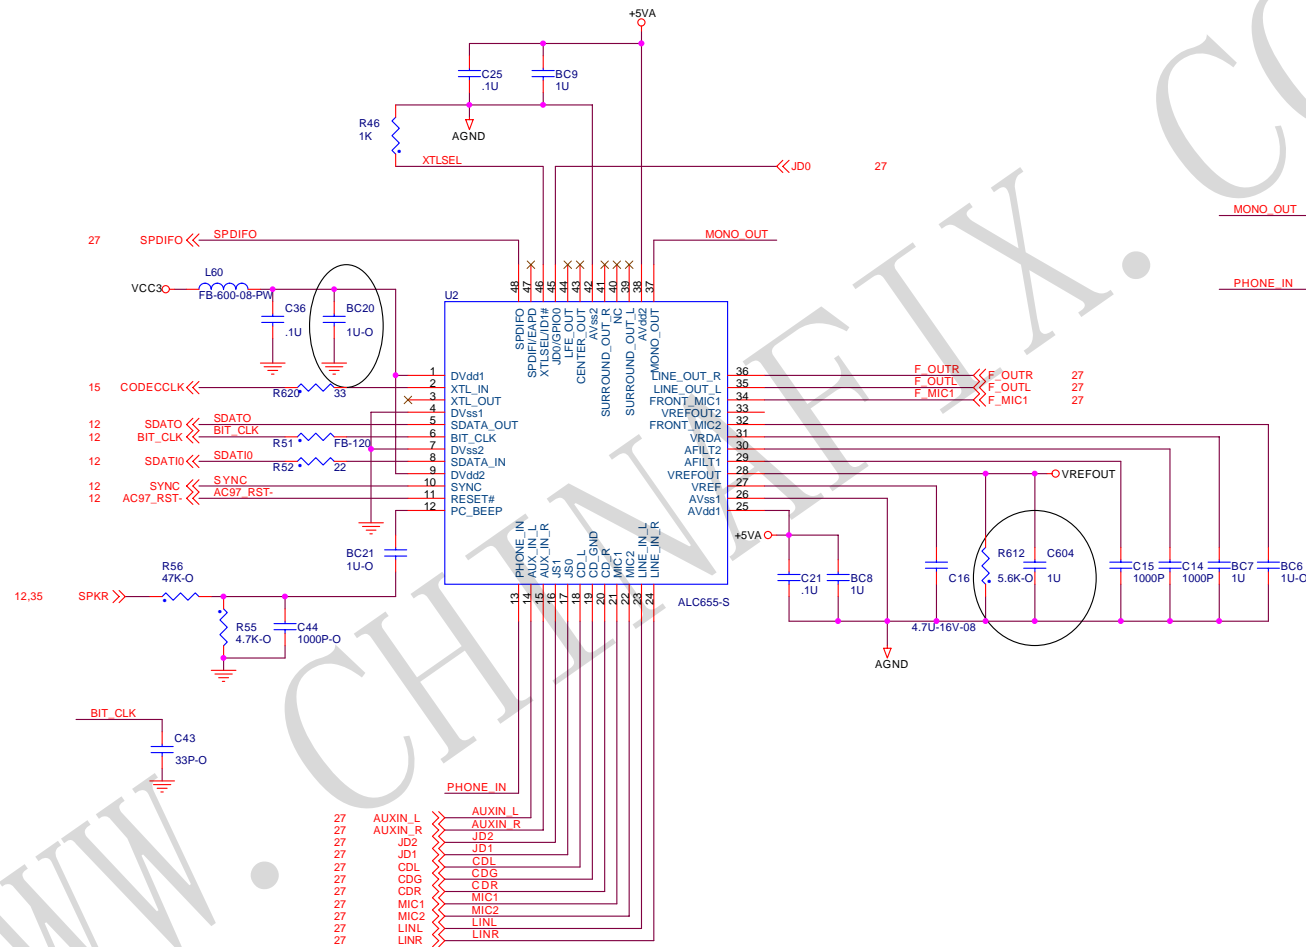 +5VA
C25
.1U
BC9
1U
R46
1K
AGND
XTLSEL
JD0 27
MONO_OUT
27 SPDIFO SPDIFO
MONO_OUT
L60
VCC3
FB-600-08-PW
C36
.1U
BC20
1U-O
PHONE_IN
U2
48 47 46 45 44 43 42 41 40 39 38 37
SPDIFO
SPDIFI/EAPD
XTLSEL/ID1#
JD0/GPIO0
LFE_OUT
CENTER_OUT
AVss2
SURROUND_OUT_R
NC
SURROUND_OUT_L
AVdd2
MONO_OUT
1 DVdd1
2 XTL_IN
3 XTL_OUT
4 DVss1
5 SDATA_OUT
6 BIT_CLK
7 DVss2
8 SDATA_IN
9 DVdd2
10 SYNC
11 RESET#
12 PC_BEEP
LINE_OUT_R 36
LINE_OUT_L 35
FRONT_MIC1 34
VREFOUT2 33
FRONT_MIC2 32
VRDA 31
AFILT2 30
AFILT1 29
VREFOUT 28
VREF 27
AVss1 26
AVdd1 25
F_OUTR F_OUTR 27
F_OUTL F_OUTL 27
F_MIC1 F_MIC1 27
15 CODECCLK
R620 33
12 SDATO SDATO
12 BIT_CLK BIT_CLK
R51 FB-120
12 SDATI0 SDATI0
R52 22
12 SYNC SYNC
12 AC97_RST- AC97_RST-
VREFOUT
+5VA
PHONE_IN
AUX_IN_L
AUX_IN_R
JS1
JS0
CD_L
CD_GND
CD_R
MIC1
MIC2
LINE_IN_L
LINE_IN_R
13 14 15 16 17 18 19 20 21 22 23 24
ALC655-S
BC21
1U-O
R56
47K-O
12,35 SPKR
R55
4.7K-O
C44
1000P-O
C21
.1U
BC8
1U
C16
4.7U-16V-08
R612
5.6K-O
C604
1U
C15
1000P
C14
1000P
BC7
1U
BC6
1U-O
AGND
BIT_CLK
C43
33P-O
PHONE_IN
27 AUXIN_L AUXIN_L
27 AUXIN_R AUXIN_R
27 JD2 JD2
27 JD1 JD1
27 CDL CDL
27 CDG CDG
27 CDR CDR
27 MIC1 MIC1
27 MIC2 MIC2
27 LINL LINL
27 LINR LINR
WW.CHINAFIX.CO